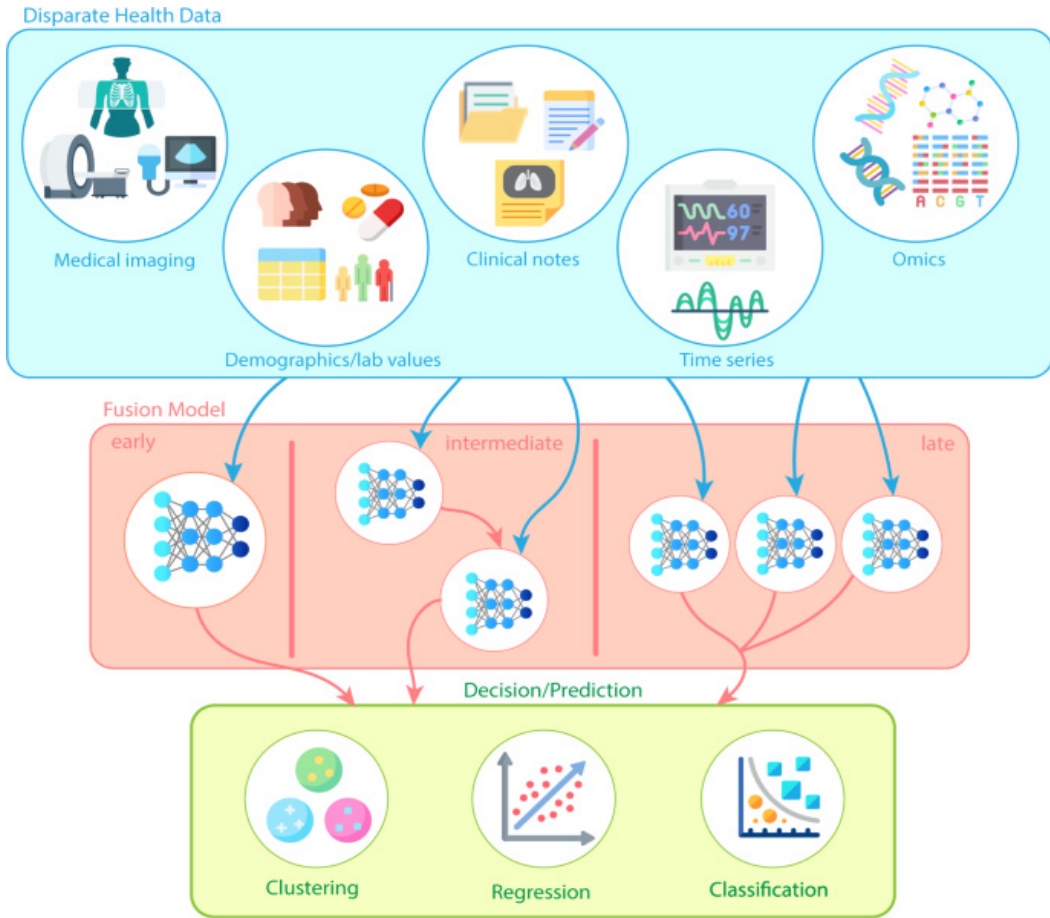 Disparate Health Data
Medical imaging
Demographics/lab values
Clinical notes
60
97
Time series
A C G T
Omics
Fusion Model
early
intermediate
late
Decision/Prediction
Clustering
Regression
Classification